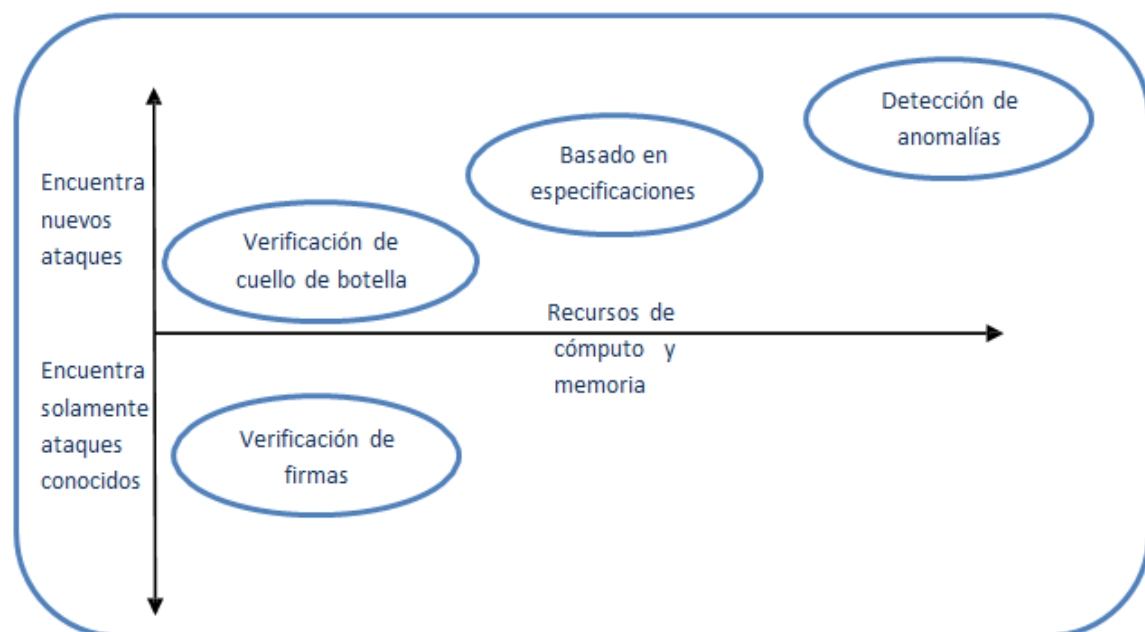 Detección de
anomalías
Basado en
especificaciones
Encuentra
nuevos
ataques
Verificación de
cuello de botella
Recursos de
cómputo y
memoria
Encuentra
solamente
ataques
conocidos
Verificación de
firmas